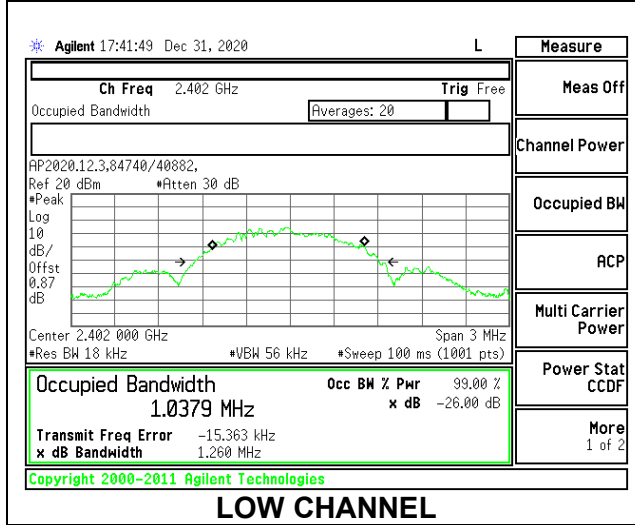 Agilent 17:41:49 Dec 31, 2020 L
Measure
Ch Freq 2.402 GHz Trig Free
Meas Off
Occupied Bandwidth Averages: 20
Channel Power
AP2020.12.3,84740/40882,
Ref 20 dBm #Atten 30 dB
Occupied BW
#Peak
Log
10
dB/
Offst
0.87
dB
ACP
Multi Carrier
Power
Center 2.402 000 GHz Span 3 MHz
#Res BW 18 kHz #VBW 56 kHz #Sweep 100 ms (1001 pts)
Power Stat
CCDF
Occupied Bandwidth Occ BW % Pwr 99.00 %
1.0379 MHz x dB -26.00 dB
Transmit Freq Error -15.363 kHz
x dB Bandwidth 1.260 MHz
More
1 of 2
Copyright 2000-2011 Agilent Technologies
LOW CHANNEL